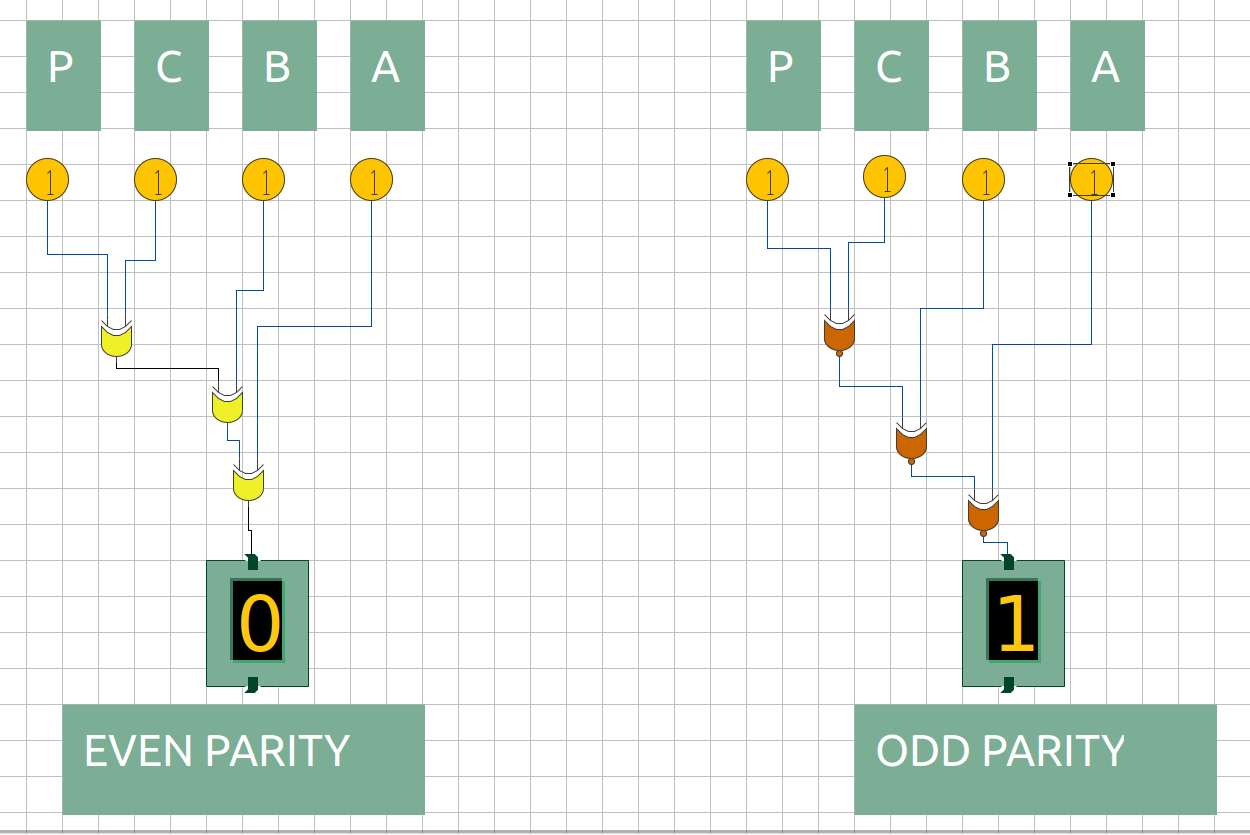 P C B A P C B A
1 1 1 1 1 1 1 1
0 1
EVEN PARITY ODD PARITY